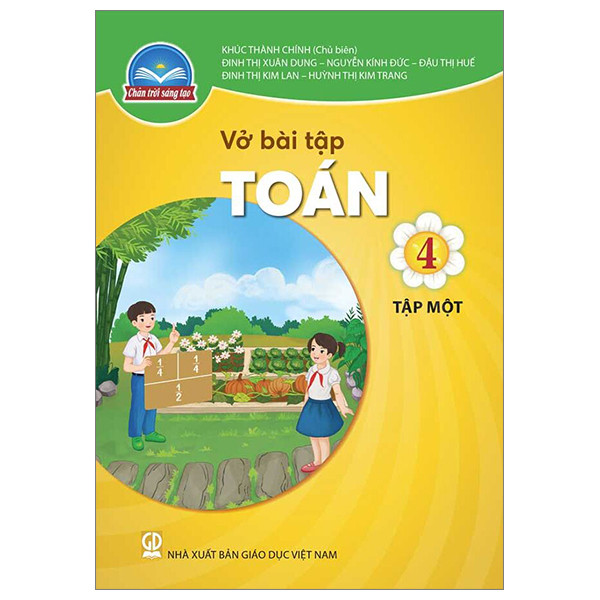 KHÚC THÀNH CHÍNH (Chủ biên)
ĐINH THỊ XUÂN DUNG – NGUYỄN KÍNH ĐỨC – ĐẬU THỊ HUẾ
ĐINH THỊ KIM LAN – HUỲNH THỊ KIM TRANG
Chân trời sáng tạo
Vở bài tập
TOÁN
4
TẬP MỘT
1/4 1/4
1/2
GD
NHÀ XUẤT BẢN GIÁO DỤC VIỆT NAM